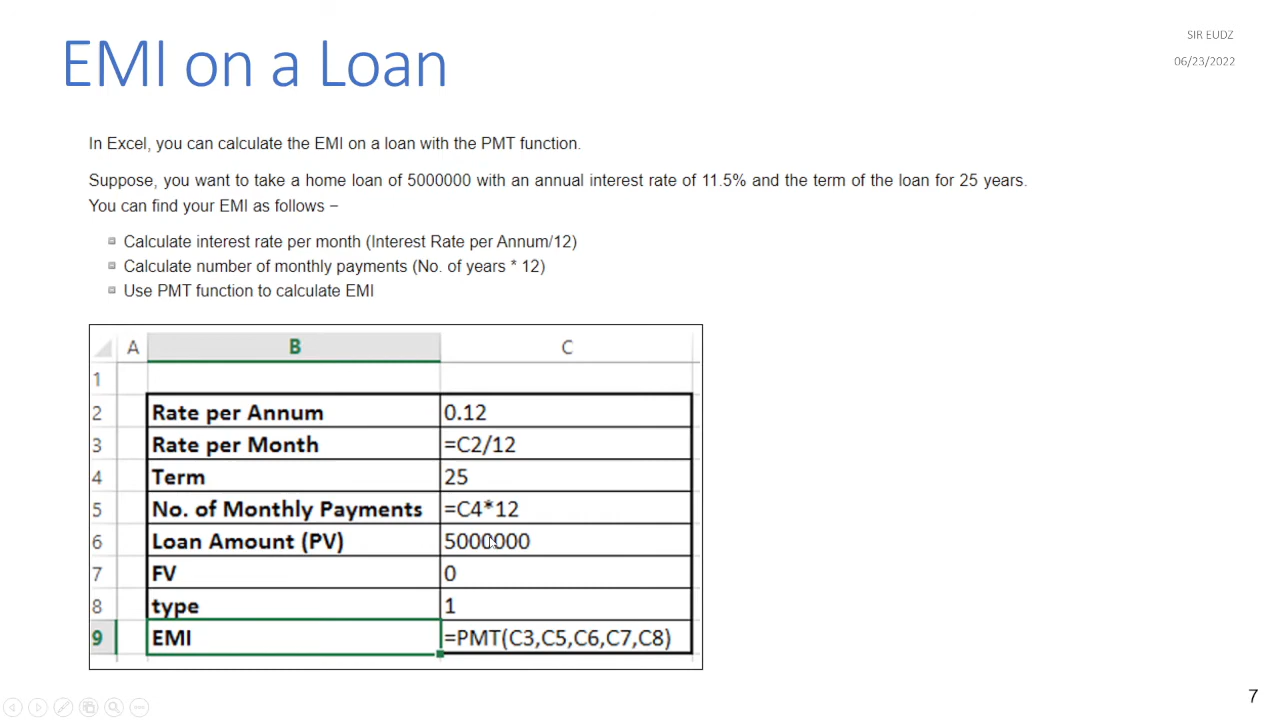 SIR EUDZ
EMI on a Loan
06/23/2022
In Excel, you can calculate the EMI on a loan with the PMT function.
Suppose, you want to take a home loan of 5000000 with an annual interest rate of 11.5% and the term of the loan for 25 years.
You can find your EMI as follows −
Calculate interest rate per month (Interest Rate per Annum/12)
Calculate number of monthly payments (No. of years * 12)
Use PMT function to calculate EMI
A B C
1
2 Rate per Annum 0.12
3 Rate per Month =C2/12
4 Term 25
5 No. of Monthly Payments =C4*12
6 Loan Amount (PV) 5000000
7 FV 0
8 type 1
9 EMI =PMT(C3,C5,C6,C7,C8)
7